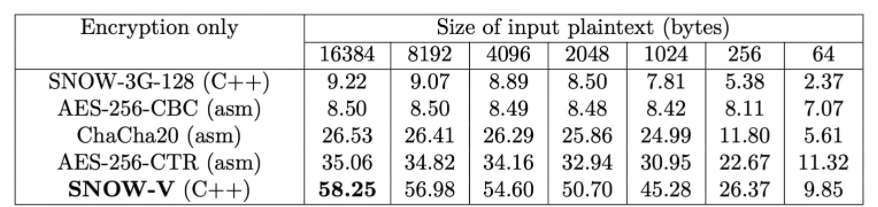 Encryption only Size of input plaintext (bytes)
16384 8192 4096 2048 1024 256 64
SNOW-3G-128 (C++) 9.22 9.07 8.89 8.50 7.81 5.38 2.37
AES-256-CBC (asm) 8.50 8.50 8.49 8.48 8.42 8.11 7.07
ChaCha20 (asm) 26.53 26.41 26.29 25.86 24.99 11.80 5.61
AES-256-CTR (asm) 35.06 34.82 34.16 32.94 30.95 22.67 11.32
SNOW-V (C++) 58.25 56.98 54.60 50.70 45.28 26.37 9.85